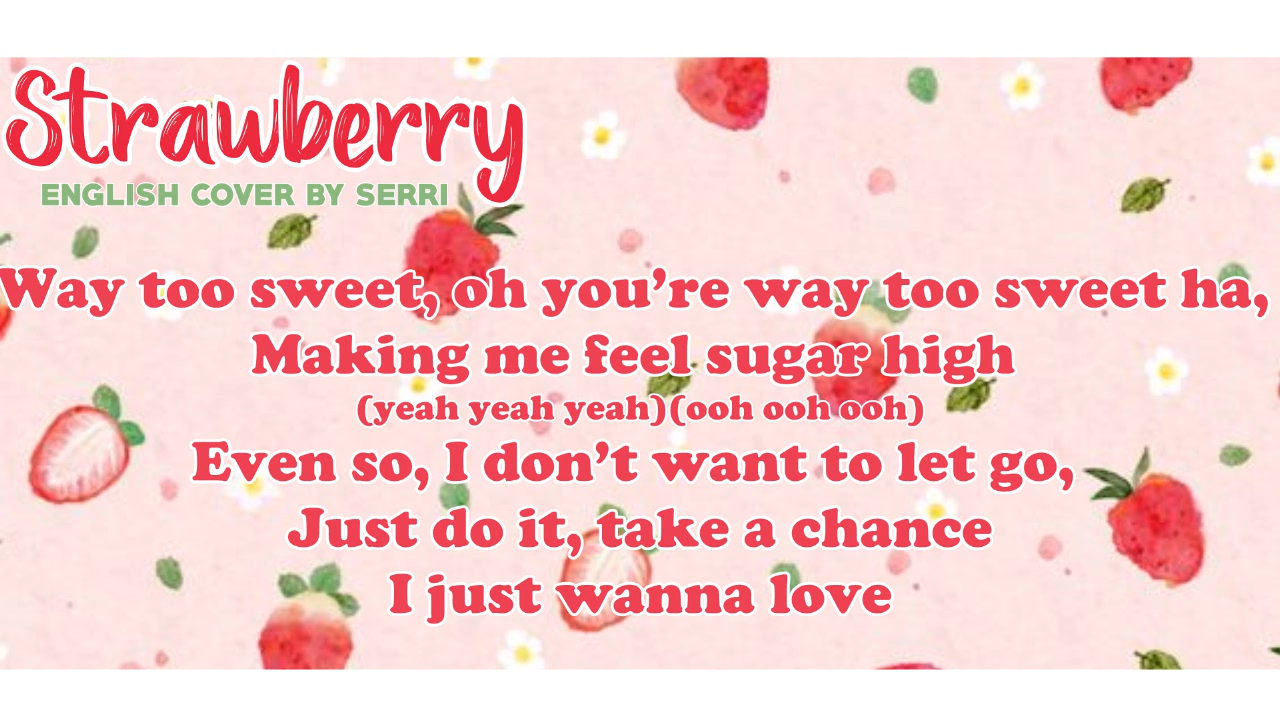 Strawberry
ENGLISH COVER BY SERRI
Way too sweet, oh you’re way too sweet ha,
Making me feel sugar high
(yeah yeah yeah)(ooh ooh ooh)
Even so, I don’t want to let go,
Just do it, take a chance
I just wanna love